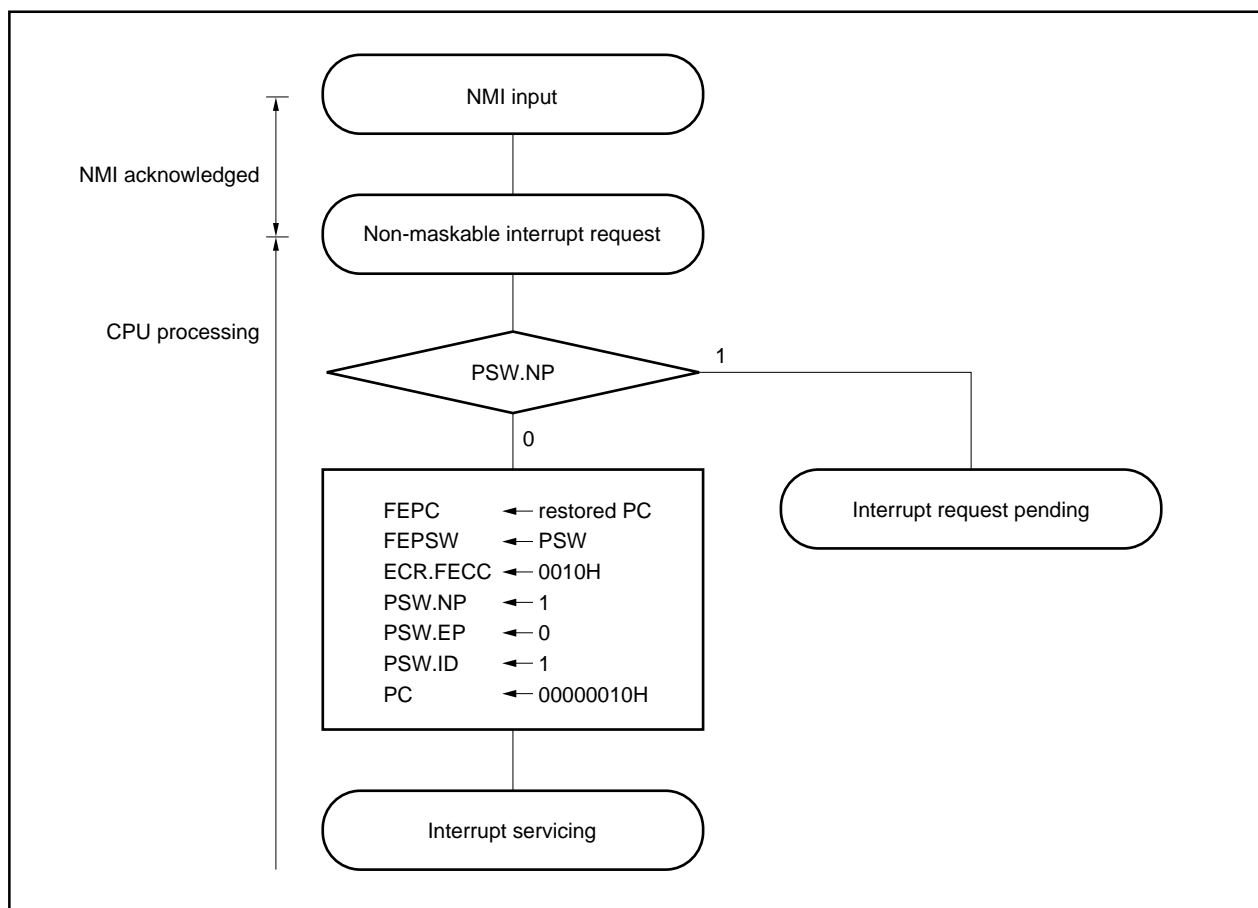 NMI input
NMI acknowledged
Non-maskable interrupt request
CPU processing
PSW.NP
1
0
FEPC ← restored PC
FEPSW ← PSW
ECR.FECC ← 0010H
PSW.NP ← 1
PSW.EP ← 0
PSW.ID ← 1
PC ← 00000010H
Interrupt request pending
Interrupt servicing